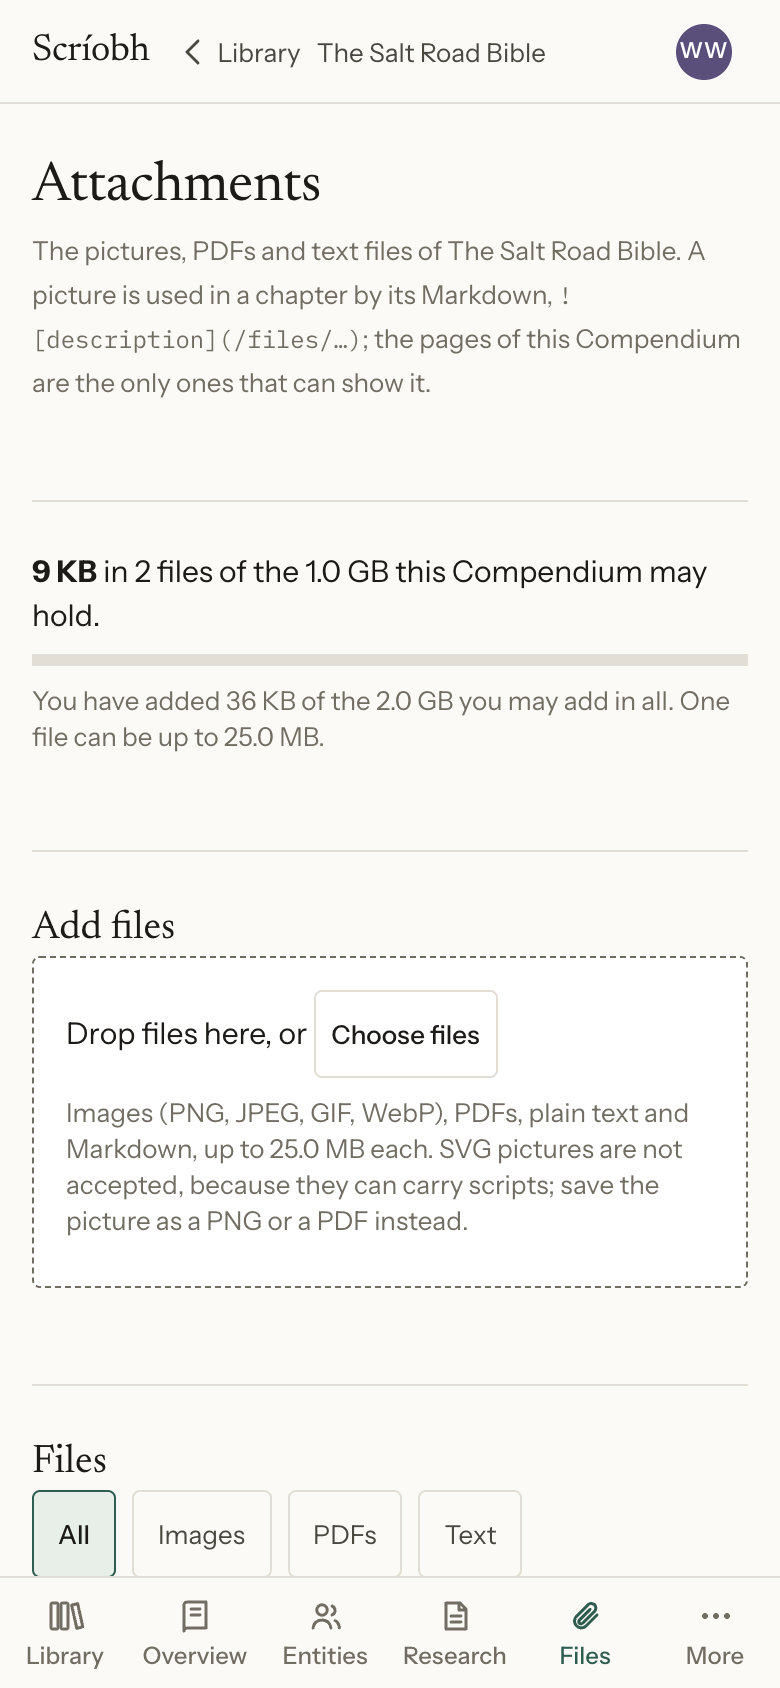 Scríobh
Library The Salt Road Bible
WW
Attachments
The pictures, PDFs and text files of The Salt Road Bible. A
picture is used in a chapter by its Markdown, !
[description](/files/…); the pages of this Compendium
are the only ones that can show it.
9 KB in 2 files of the 1.0 GB this Compendium may
hold.
You have added 36 KB of the 2.0 GB you may add in all. One
file can be up to 25.0 MB.
Add files
Drop files here, or Choose files
Images (PNG, JPEG, GIF, WebP), PDFs, plain text and
Markdown, up to 25.0 MB each. SVG pictures are not
accepted, because they can carry scripts; save the
picture as a PNG or a PDF instead.
Files
All Images PDFs Text
Library Overview Entities Research Files More